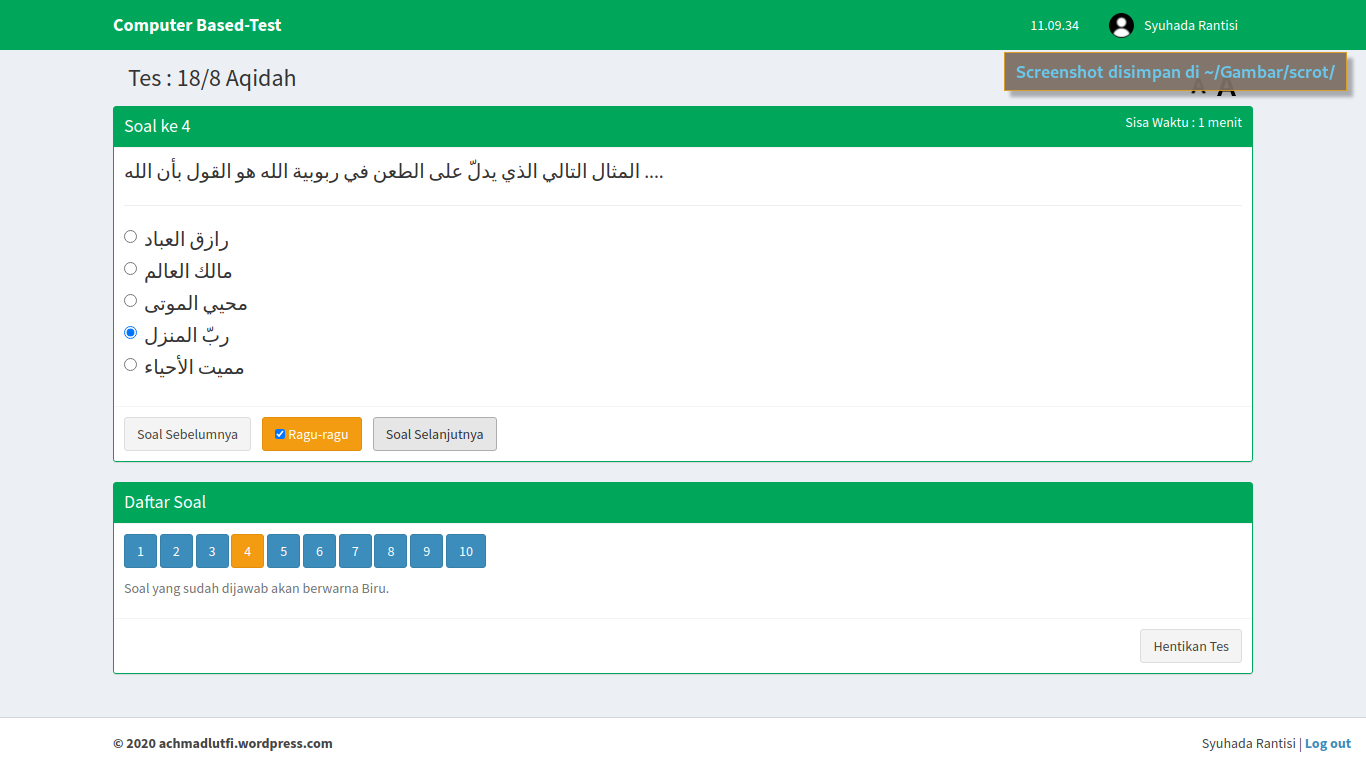 Computer Based-Test
11.09.34
Syuhada Rantisi
Tes : 18/8 Aqidah
Screenshot disimpan di ~/Gambar/scrot/
A A
Soal ke 4
Sisa Waktu : 1 menit
المثال التالي الذي يدلّ على الطعن في ربوبية الله هو القول بأن الله ....
رازق العباد
مالك العالم
محيي الموتى
ربّ المنزل
مميت الأحياء
Soal Sebelumnya
Ragu-ragu
Soal Selanjutnya
Daftar Soal
1 2 3 4 5 6 7 8 9 10
Soal yang sudah dijawab akan berwarna Biru.
Hentikan Tes
© 2020 achmadlutfi.wordpress.com
Syuhada Rantisi | Log out